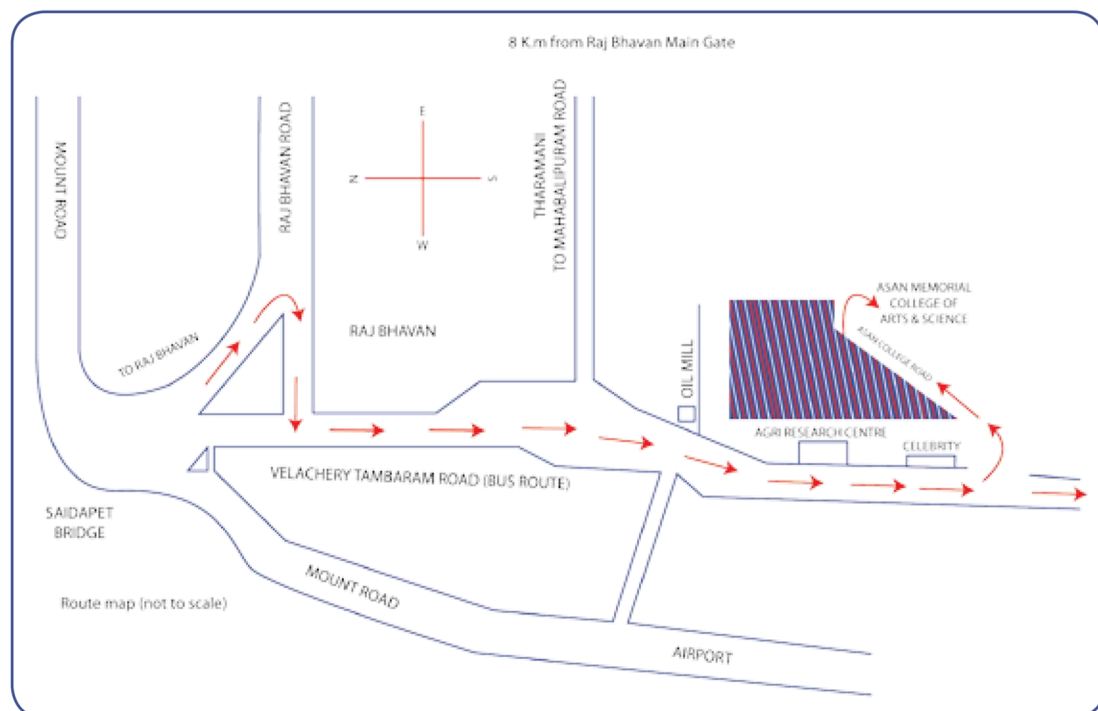 8 K.m from Raj Bhavan Main Gate
MOUNT ROAD
RAJ BHAVAN ROAD
E
N
S
W
THARAMANI
TO MAHABALIPURAM ROAD
TO RAJ BHAVAN
RAJ BHAVAN
OIL MILL
ASAN MEMORIAL
COLLEGE OF
ARTS & SCIENCE
ASAN COLLEGE ROAD
AGRI RESEARCH CENTRE
CELEBRITY
VELACHERY TAMBARAM ROAD (BUS ROUTE)
SAIDAPET
BRIDGE
MOUNT ROAD
Route map (not to scale)
AIRPORT